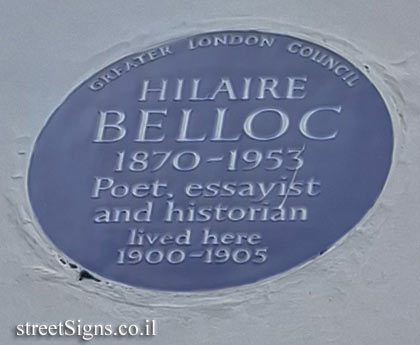 GREATER LONDON COUNCIL
HILAIRE
BELLOC
1870-1953
Poet, essayist
and historian
lived here
1900-1905
streetSigns.co.il